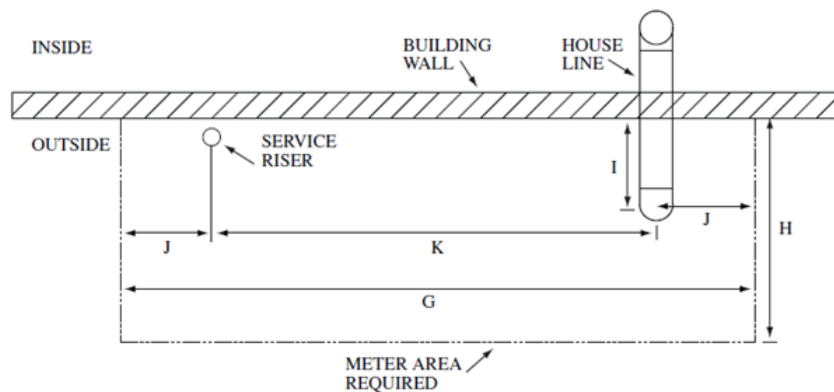 INSIDE
BUILDING
WALL
HOUSE
LINE
OUTSIDE
SERVICE
RISER
I
J
H
J
K
G
METER AREA
REQUIRED